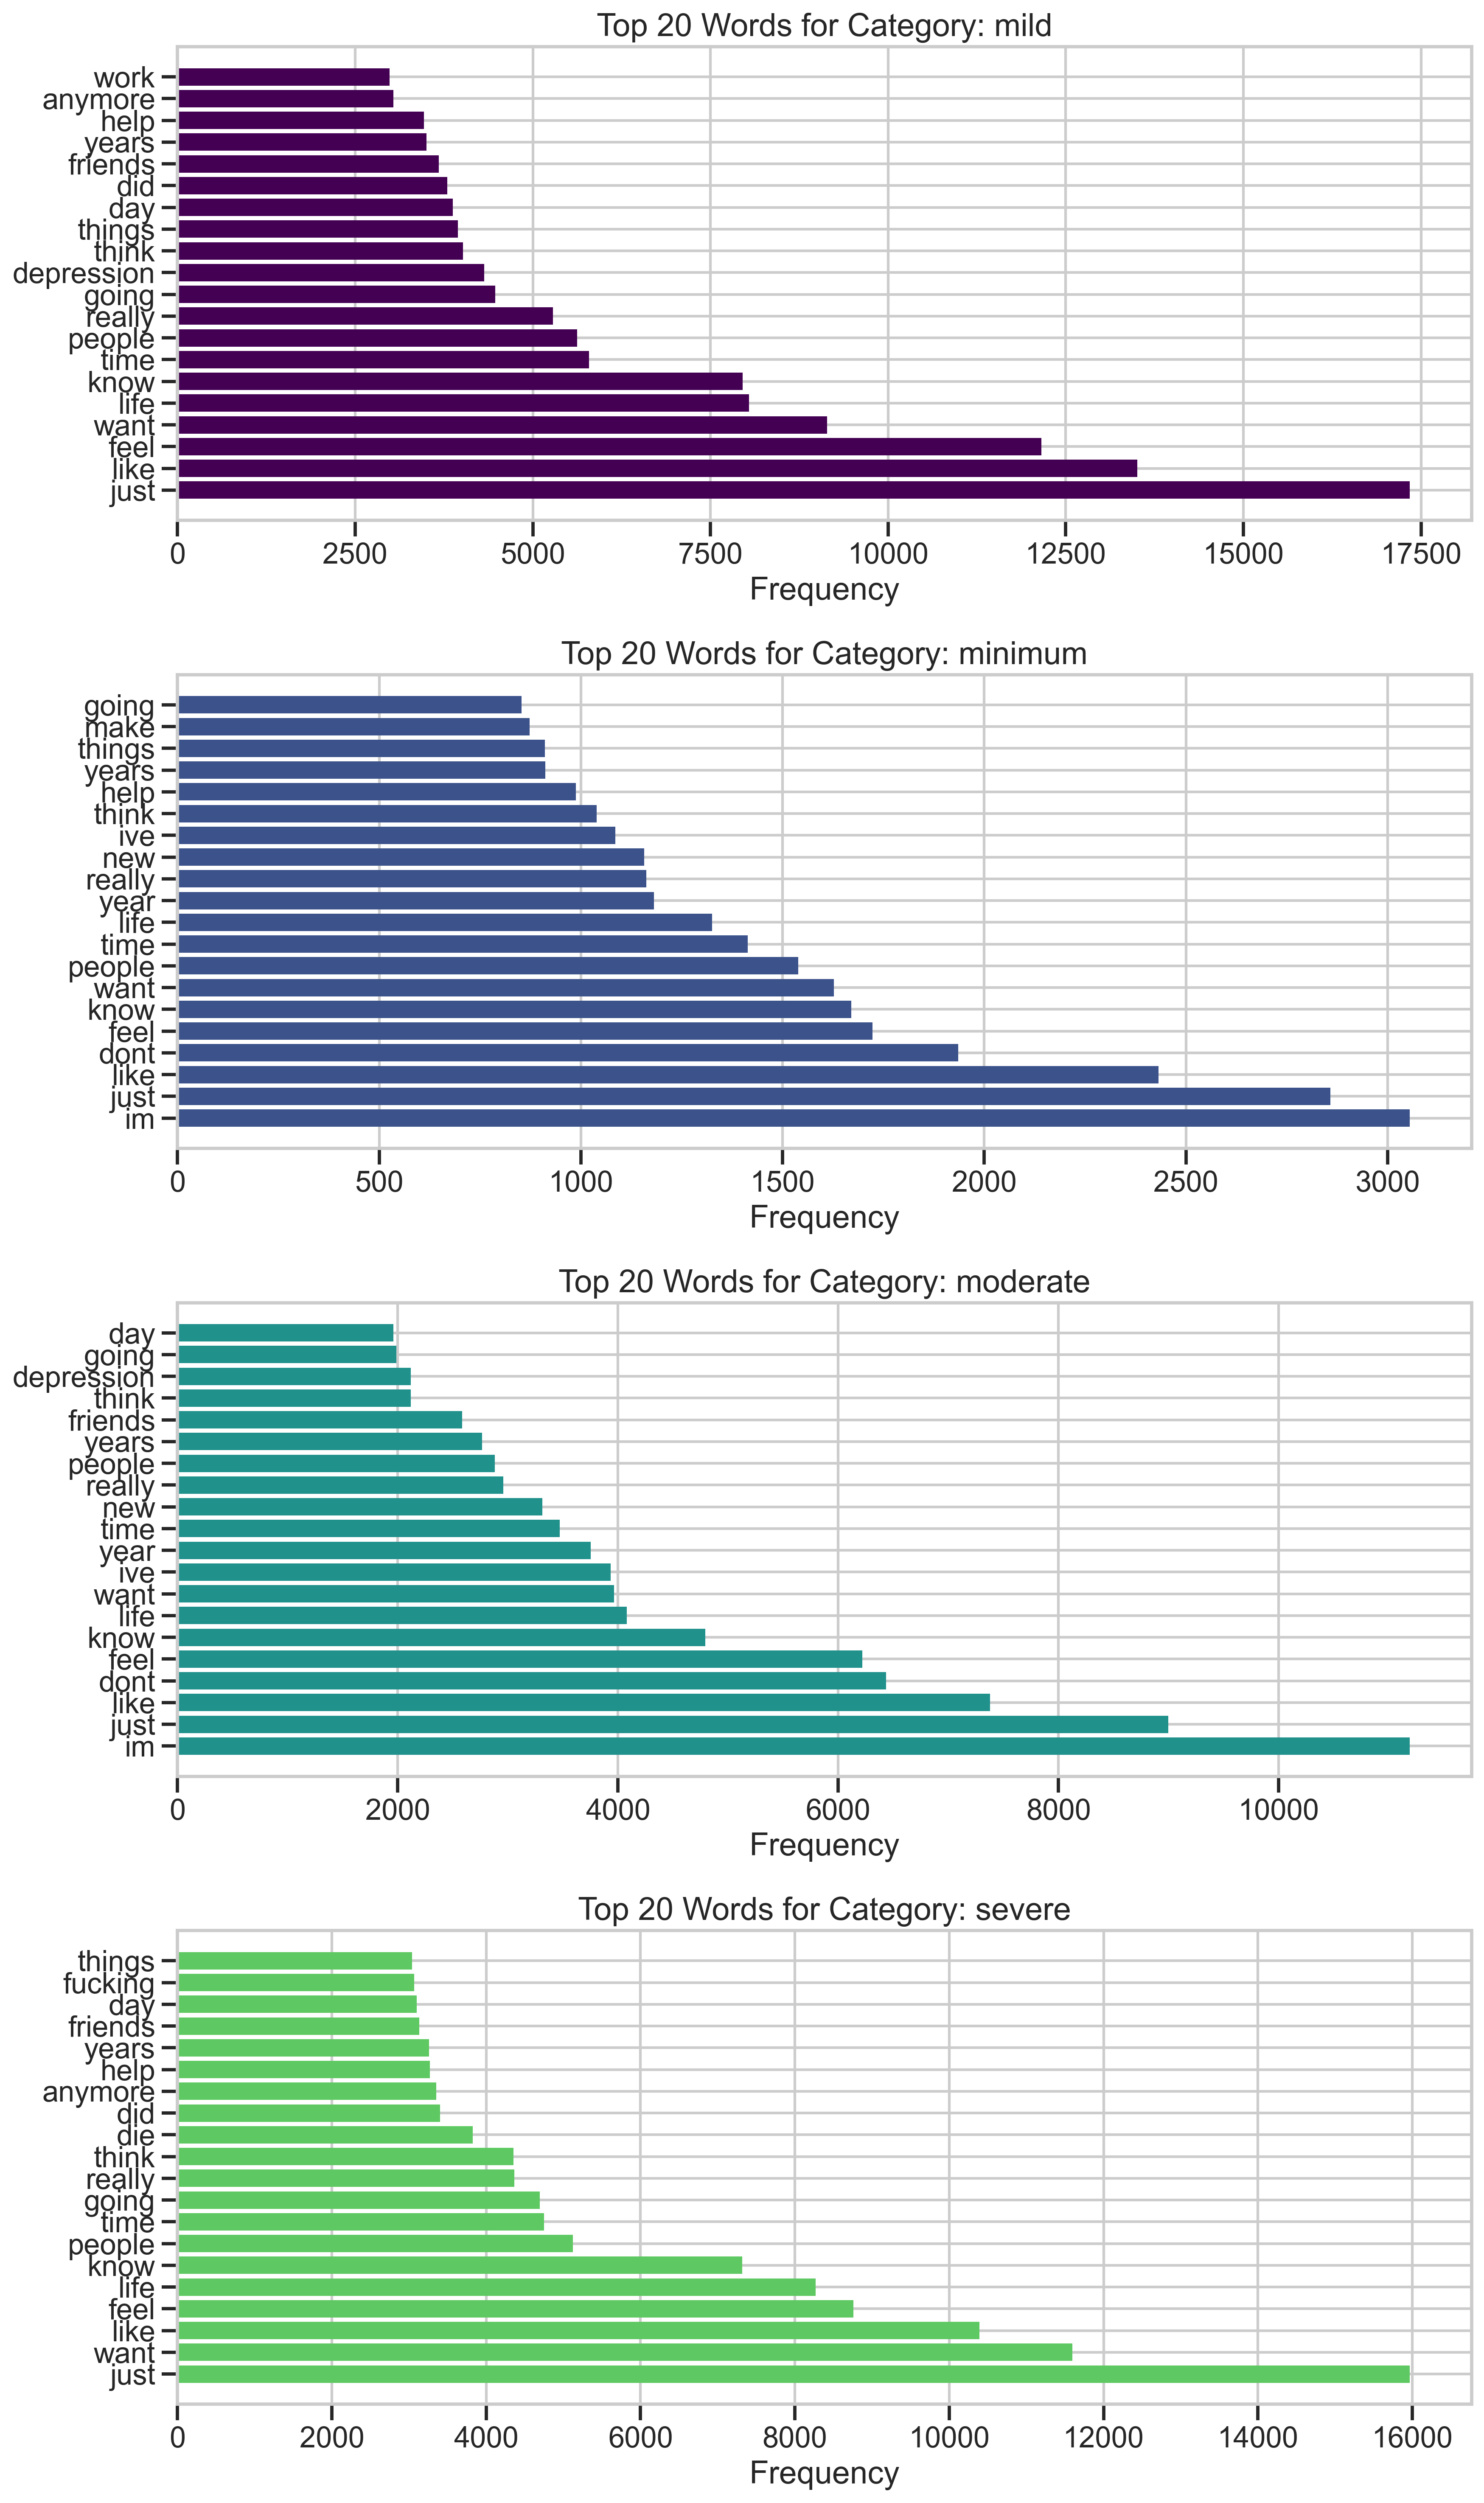 Top 20 Words for Category: mild
work
anymore
help
years
friends
did
day
things
think
depression
going
really
people
time
know
life
want
feel
like
just
0 2500 5000 7500 10000 12500 15000 17500
Frequency
Top 20 Words for Category: minimum
going
make
things
years
help
think
ive
new
really
year
life
time
people
want
know
feel
dont
like
just
im
0 500 1000 1500 2000 2500 3000
Frequency
Top 20 Words for Category: moderate
day
going
depression
think
friends
years
people
really
new
time
year
ive
want
life
know
feel
dont
like
just
im
0 2000 4000 6000 8000 10000
Frequency
Top 20 Words for Category: severe
things
fucking
day
friends
years
help
anymore
did
die
think
really
going
time
people
know
life
feel
like
want
just
0 2000 4000 6000 8000 10000 12000 14000 16000
Frequency